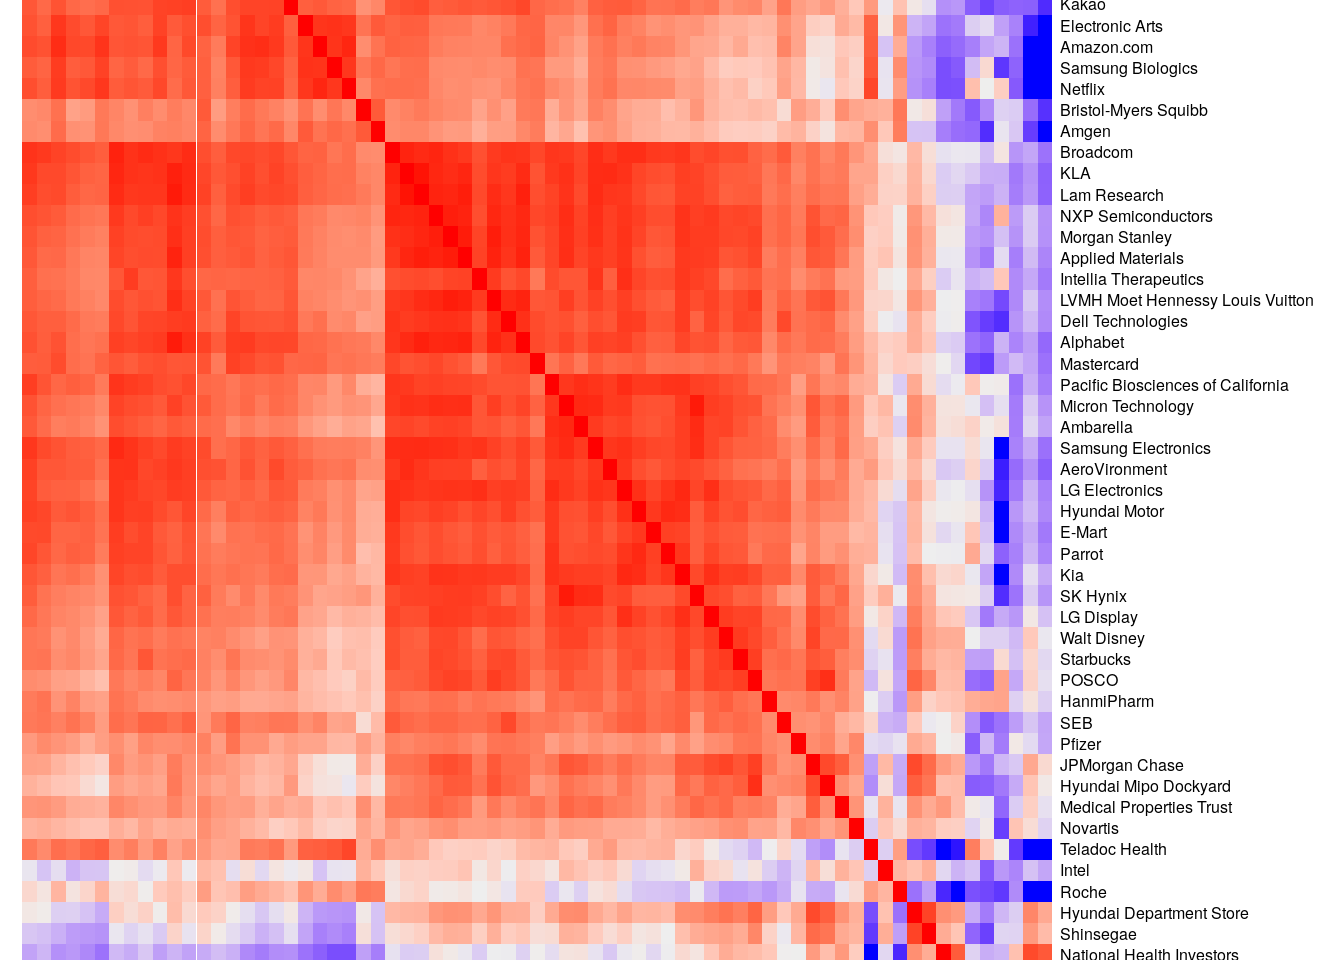 Kakao
Electronic Arts
Amazon.com
Samsung Biologics
Netflix
Bristol-Myers Squibb
Amgen
Broadcom
KLA
Lam Research
NXP Semiconductors
Morgan Stanley
Applied Materials
Intellia Therapeutics
LVMH Moet Hennessy Louis Vuitton
Dell Technologies
Alphabet
Mastercard
Pacific Biosciences of California
Micron Technology
Ambarella
Samsung Electronics
AeroVironment
LG Electronics
Hyundai Motor
E-Mart
Parrot
Kia
SK Hynix
LG Display
Walt Disney
Starbucks
POSCO
HanmiPharm
SEB
Pfizer
JPMorgan Chase
Hyundai Mipo Dockyard
Medical Properties Trust
Novartis
Teladoc Health
Intel
Roche
Hyundai Department Store
Shinsegae
National Health Investors